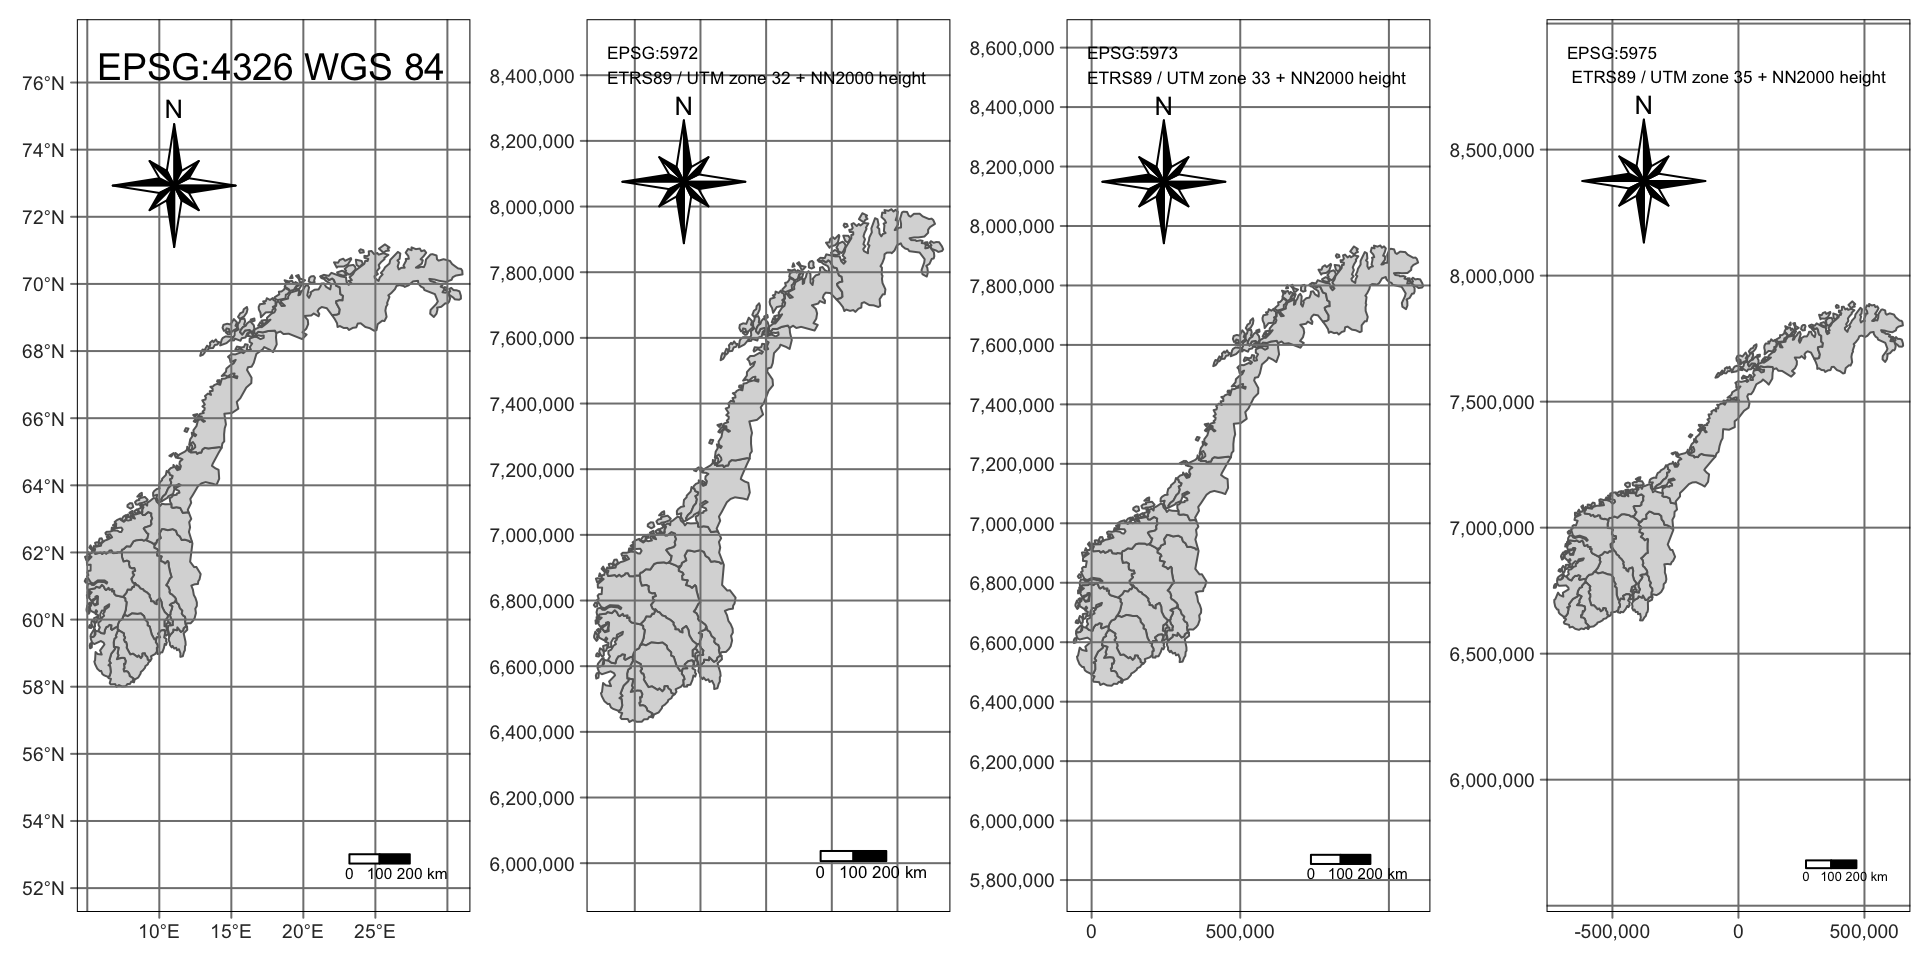 EPSG:4326 WGS 84
N
76°N
74°N
72°N
70°N
68°N
66°N
64°N
62°N
60°N
58°N
56°N
54°N
52°N
0 100 200 km
10°E 15°E 20°E 25°E
EPSG:5972
ETRS89 / UTM zone 32 + NN2000 height
N
8,400,000
8,200,000
8,000,000
7,800,000
7,600,000
7,400,000
7,200,000
7,000,000
6,800,000
6,600,000
6,400,000
6,200,000
6,000,000
0 100 200 km
EPSG:5973
ETRS89 / UTM zone 33 + NN2000 height
N
8,600,000
8,400,000
8,200,000
8,000,000
7,800,000
7,600,000
7,400,000
7,200,000
7,000,000
6,800,000
6,600,000
6,400,000
6,200,000
6,000,000
5,800,000
0 100 200 km
0 500,000
EPSG:5975
ETRS89 / UTM zone 35 + NN2000 height
N
8,500,000
8,000,000
7,500,000
7,000,000
6,500,000
6,000,000
0 100 200 km
-500,000 0 500,000